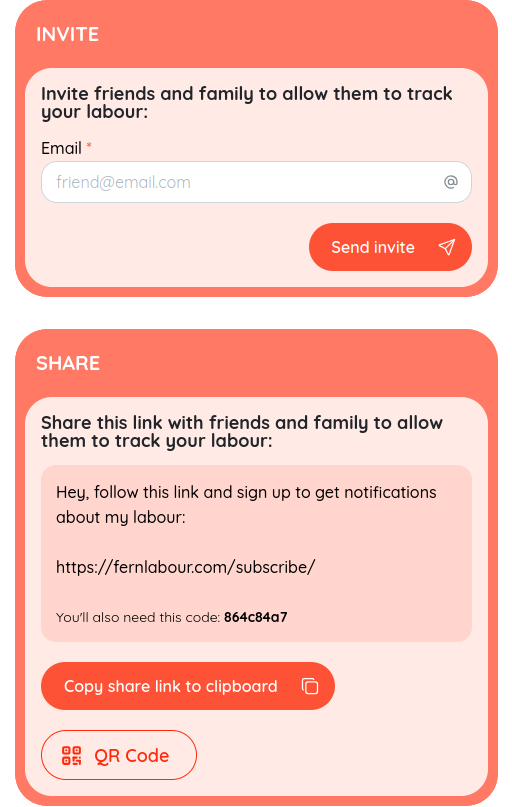 INVITE
Invite friends and family to allow them to track
your labour:
Email *
friend@email.com @
Send invite
SHARE
Share this link with friends and family to allow
them to track your labour:
Hey, follow this link and sign up to get notifications
about my labour:
https://fernlabour.com/subscribe/
You'll also need this code: 864c84a7
Copy share link to clipboard
QR Code